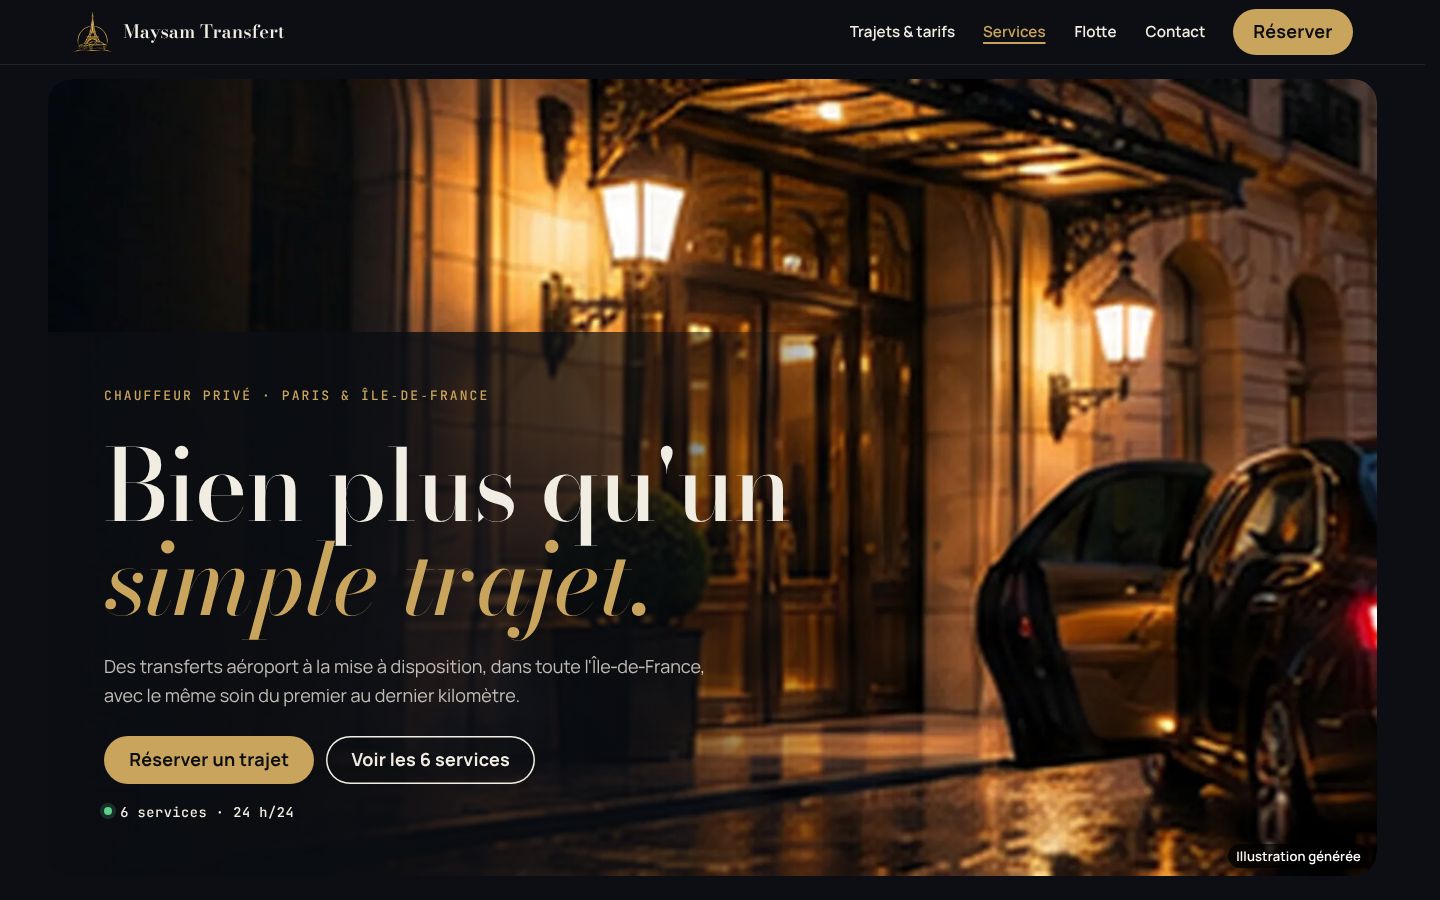 Maysam Transfert
Trajets & tarifs
Services
Flotte
Contact
Réserver
CHAUFFEUR PRIVÉ · PARIS & ÎLE-DE-FRANCE
Bien plus qu'un
simple trajet.
Des transferts aéroport à la mise à disposition, dans toute l'Île-de-France,
avec le même soin du premier au dernier kilomètre.
Réserver un trajet
Voir les 6 services
6 services · 24 h/24
Illustration générée